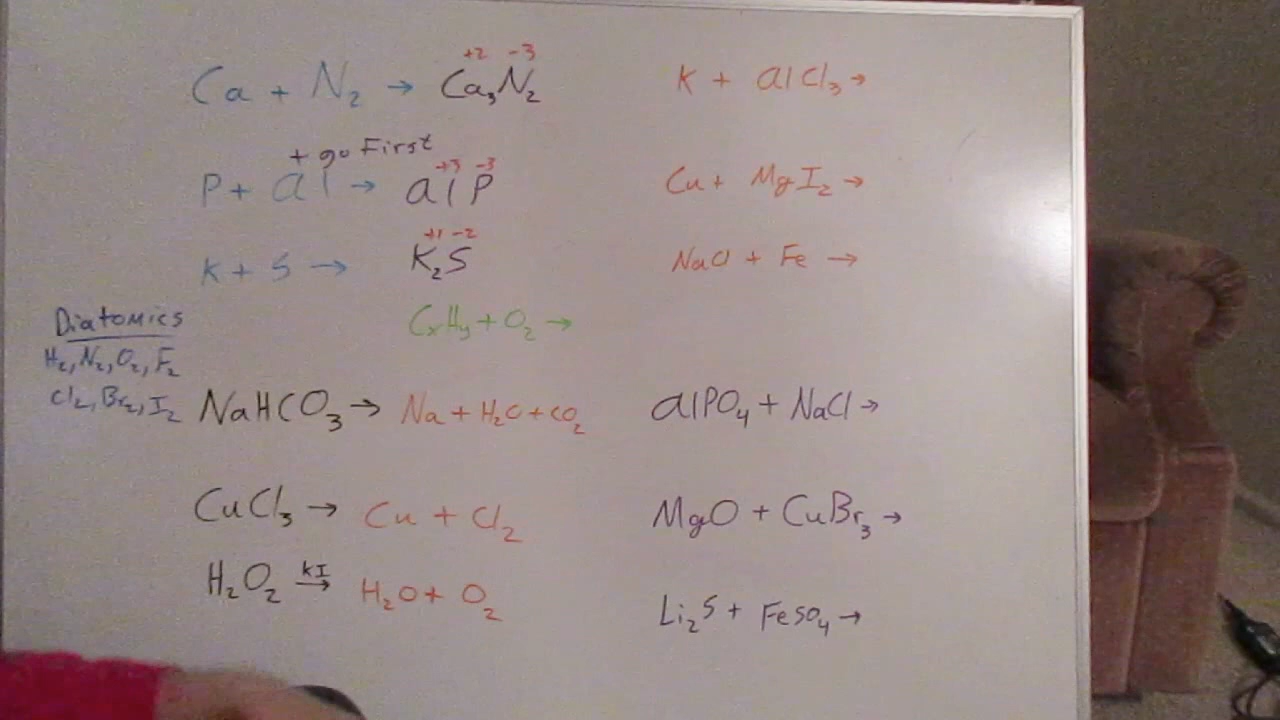 +2 -3
Ca + N₂ → Ca₃N₂
+ go First
+3 -3
P + al → alP
+1 -2
K + S → K₂S
CₓHᵧ + O₂ →
Diatomics
H₂, N₂, O₂, F₂
Cl₂, Br₂, I₂
NaHCO₃ → Na + H₂O + CO₂
CuCl₃ → Cu + Cl₂
kI
H₂O₂ → H₂O + O₂
K + alCl₃ →
Cu + MgI₂ →
NaCl + Fe →
alPO₄ + NaCl →
MgO + CuBr₃ →
Li₂S + FeSO₄ →